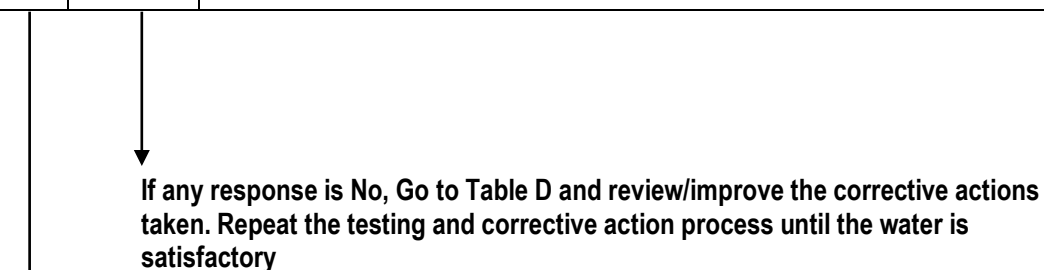 If any response is No, Go to Table D and review/improve the corrective actions
taken. Repeat the testing and corrective action process until the water is
satisfactory